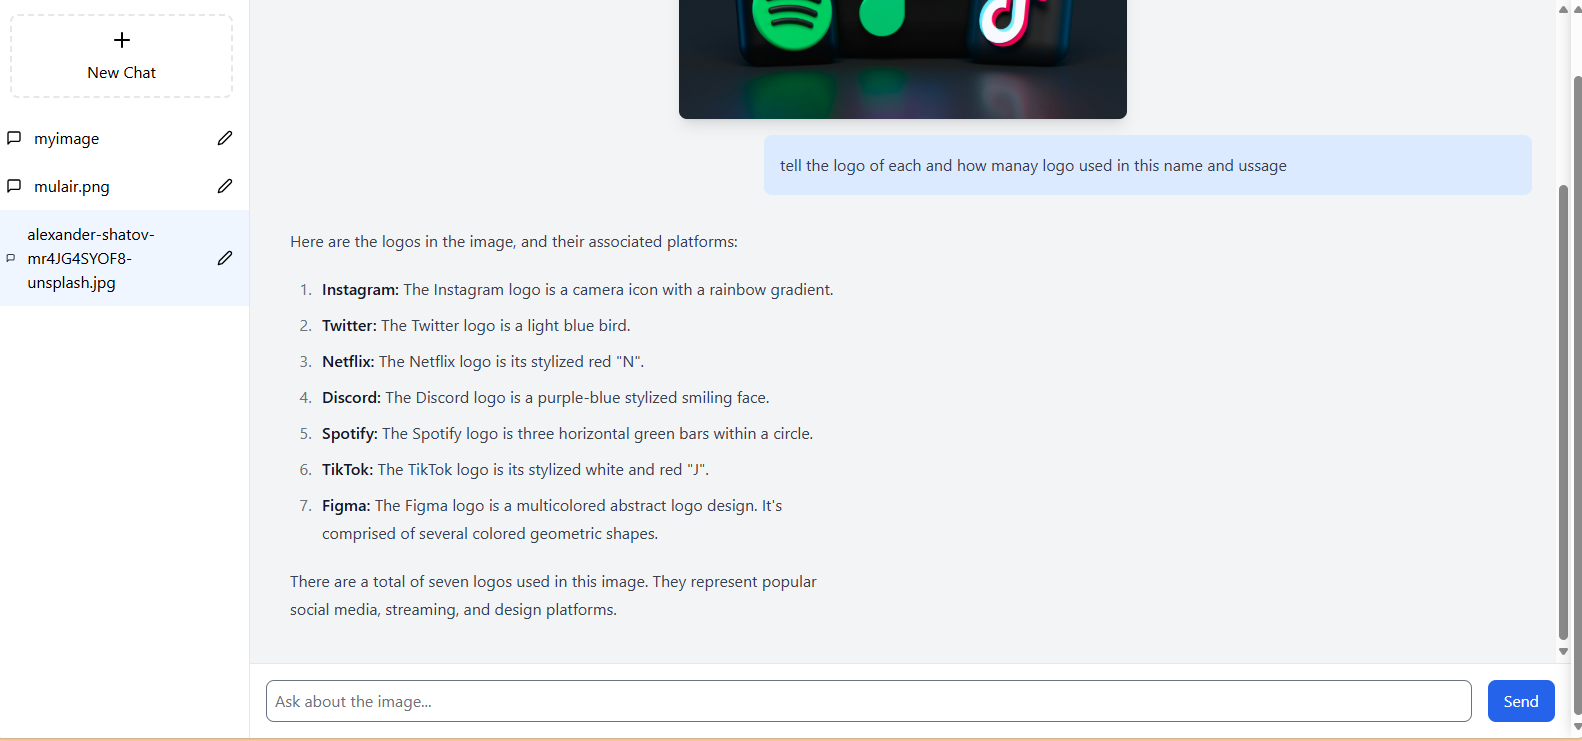 New Chat
myimage
mulair.png
alexander-shatov-
mr4JG4SYOF8-
unsplash.jpg
tell the logo of each and how manay logo used in this name and ussage
Here are the logos in the image, and their associated platforms:
1. Instagram: The Instagram logo is a camera icon with a rainbow gradient.
2. Twitter: The Twitter logo is a light blue bird.
3. Netflix: The Netflix logo is its stylized red "N".
4. Discord: The Discord logo is a purple-blue stylized smiling face.
5. Spotify: The Spotify logo is three horizontal green bars within a circle.
6. TikTok: The TikTok logo is its stylized white and red "J".
7. Figma: The Figma logo is a multicolored abstract logo design. It's
comprised of several colored geometric shapes.
There are a total of seven logos used in this image. They represent popular
social media, streaming, and design platforms.
Ask about the image...
Send